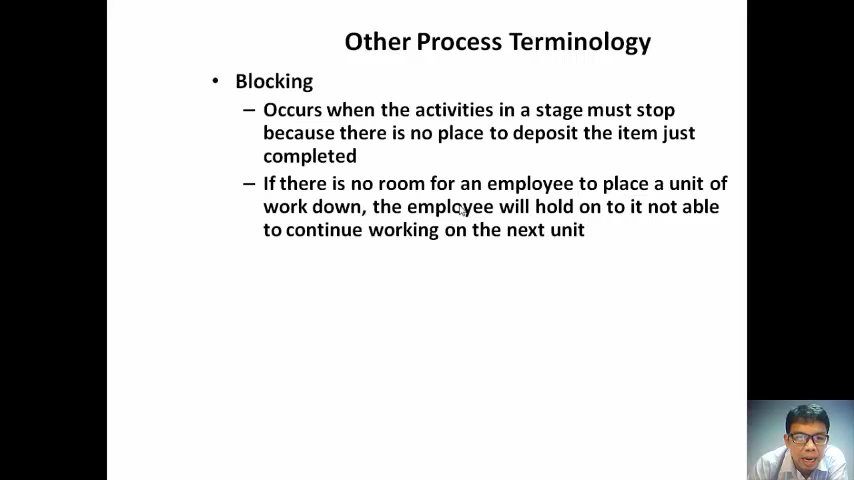 Other Process Terminology
• Blocking
– Occurs when the activities in a stage must stop
because there is no place to deposit the item just
completed
– If there is no room for an employee to place a unit of
work down, the employee will hold on to it not able
to continue working on the next unit